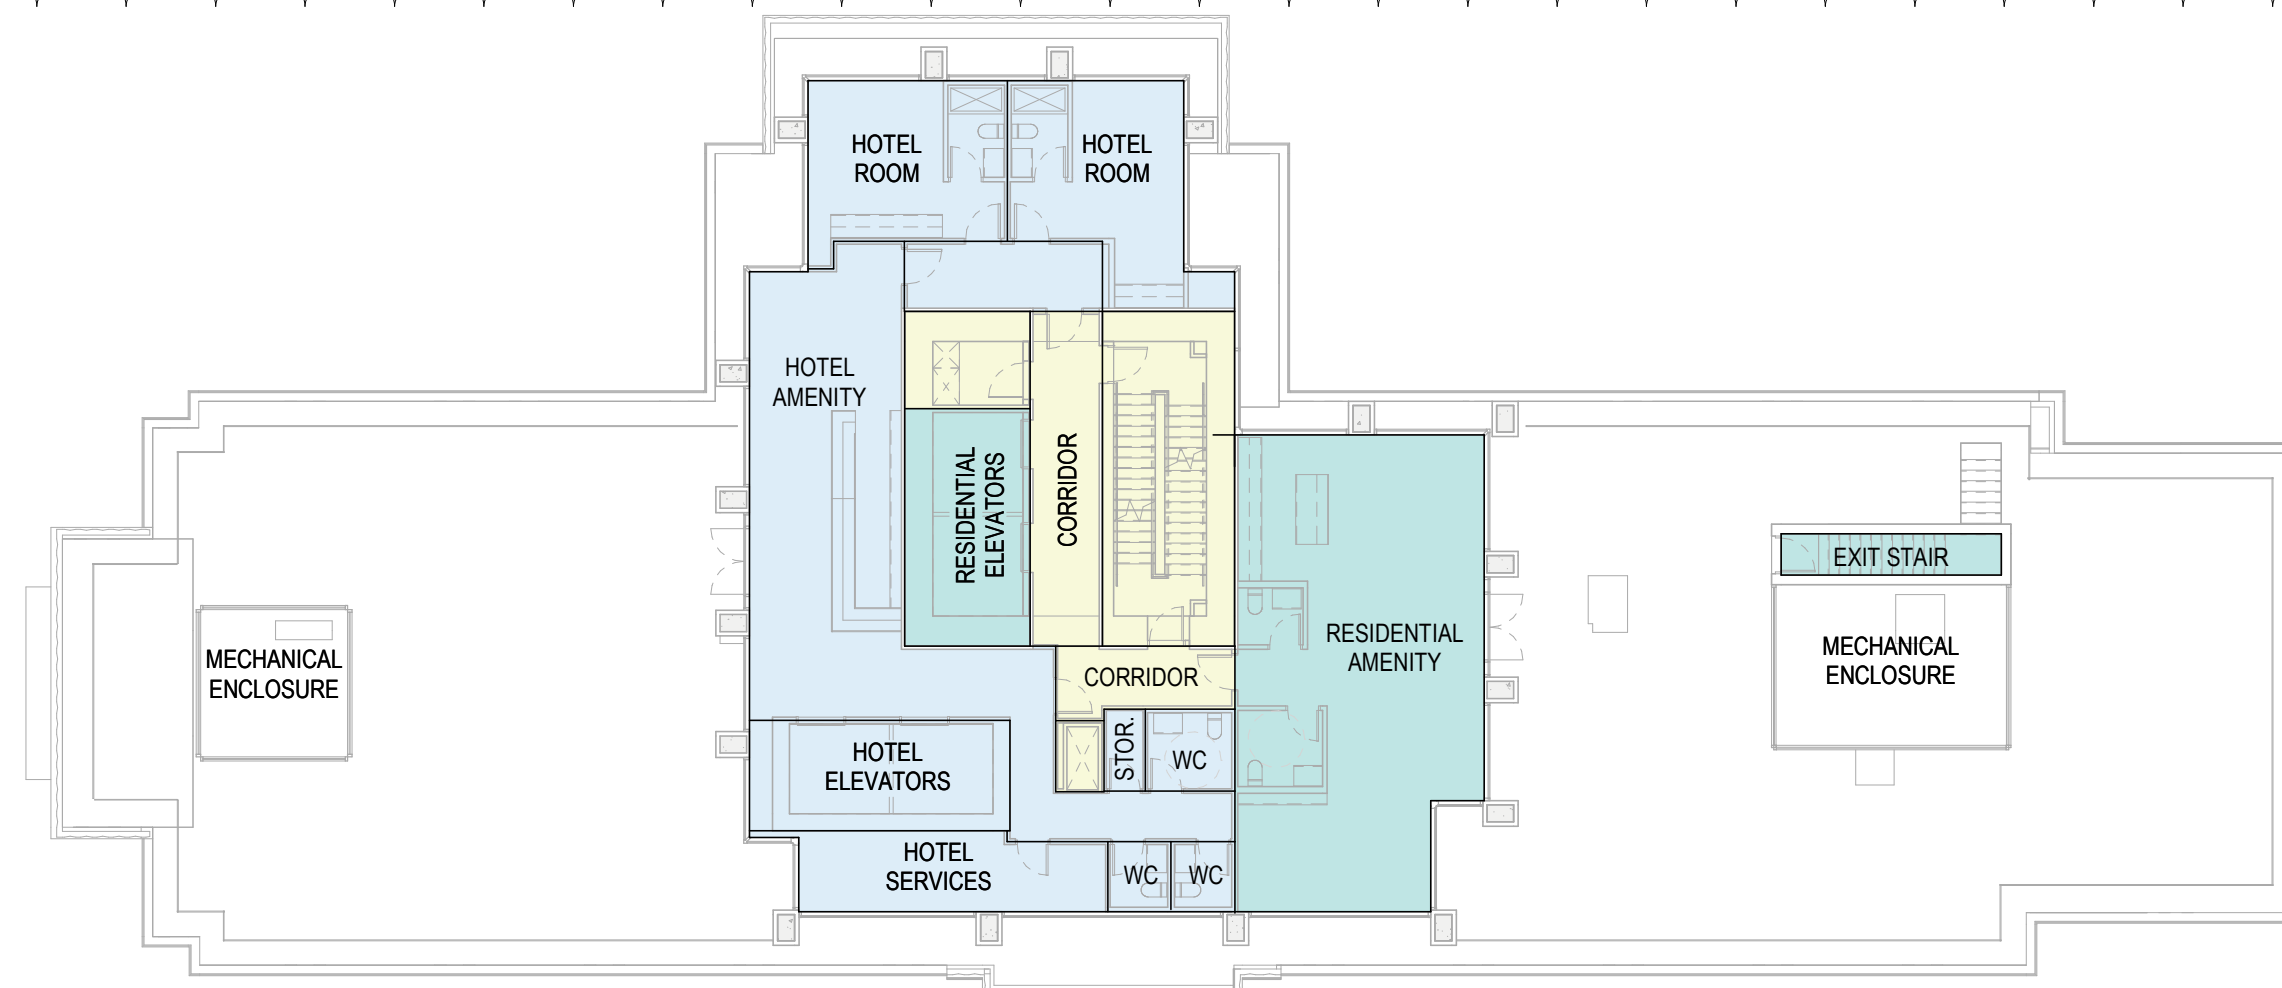 HOTEL
ROOM
HOTEL
ROOM
HOTEL
AMENITY
RESIDENTIAL
ELEVATORS
CORRIDOR
EXIT STAIR
RESIDENTIAL
AMENITY
MECHANICAL
ENCLOSURE
MECHANICAL
ENCLOSURE
CORRIDOR
STOR.
WC
HOTEL
ELEVATORS
HOTEL
SERVICES
WC
WC